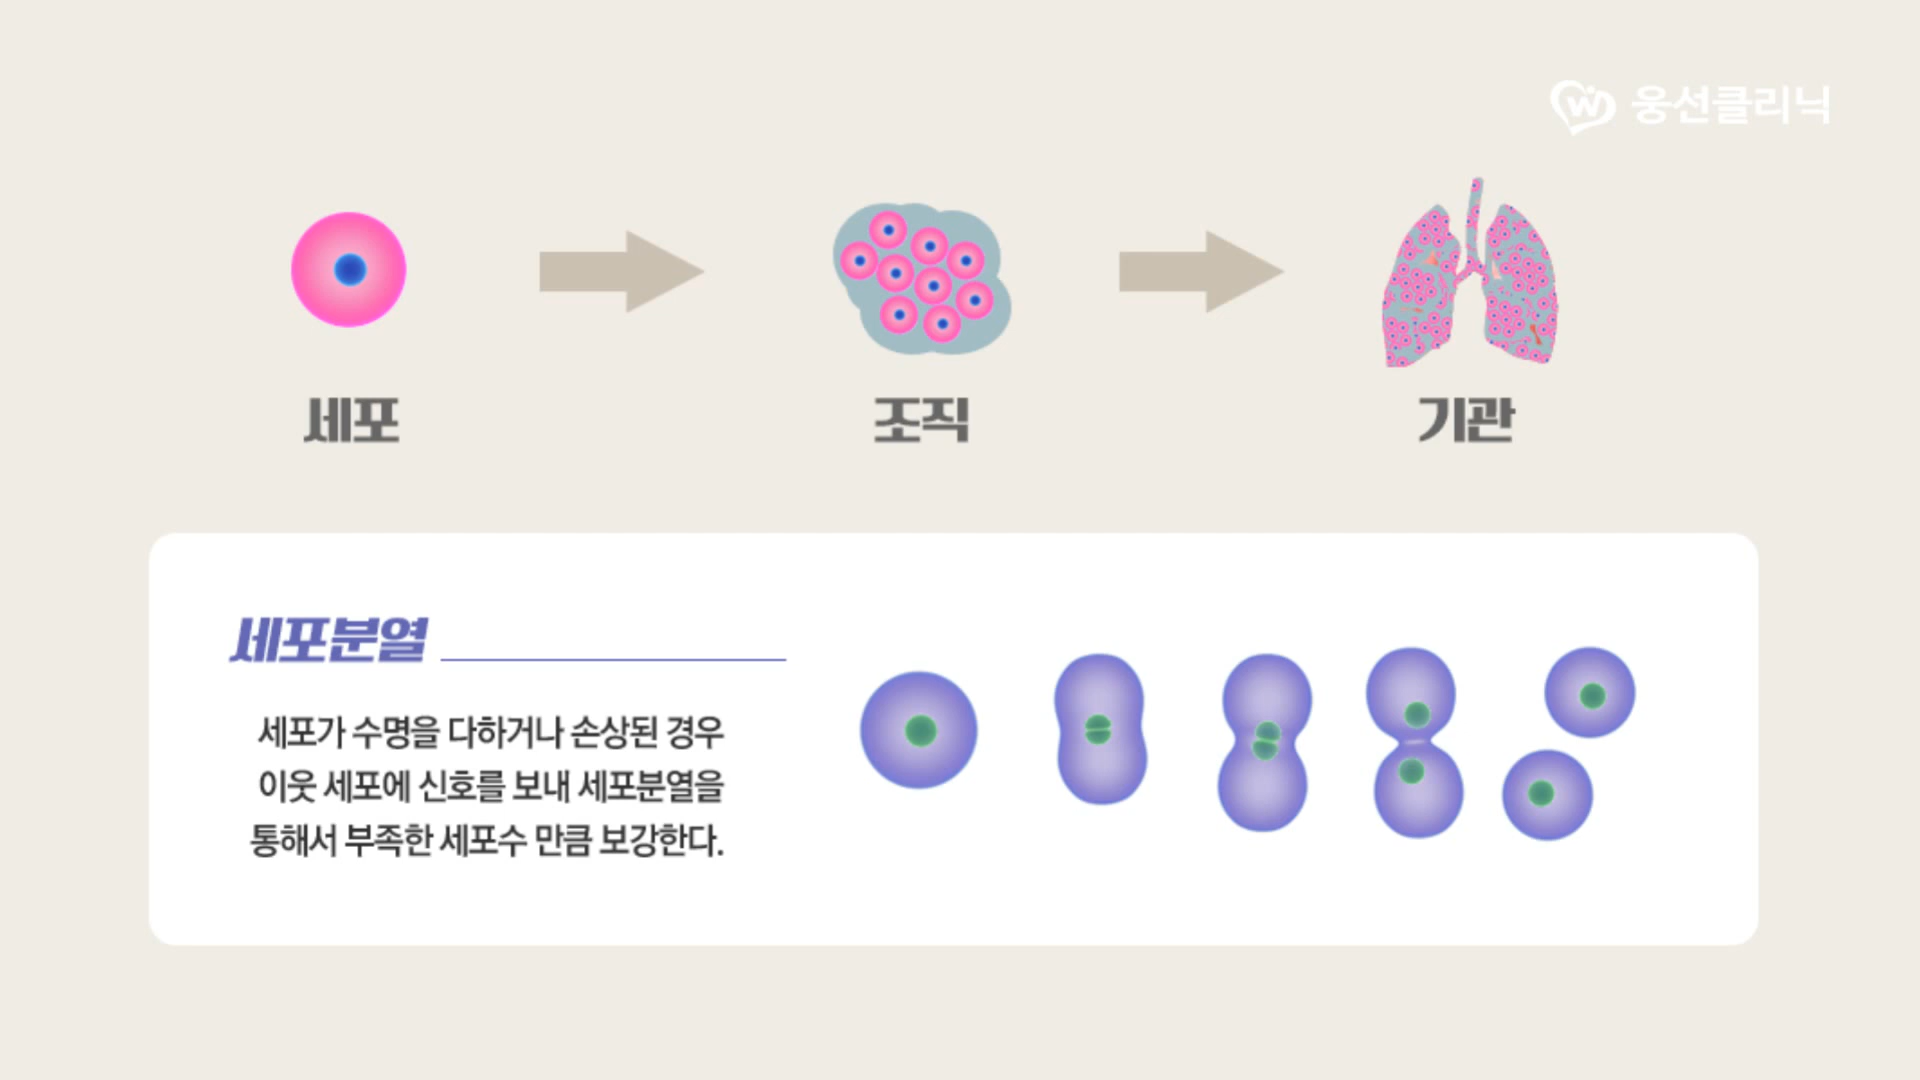 웅선클리닉
세포
조직
기관
세포분열
세포가 수명을 다하거나 손상된 경우
이웃 세포에 신호를 보내 세포분열을
통해서 부족한 세포수 만큼 보강한다.